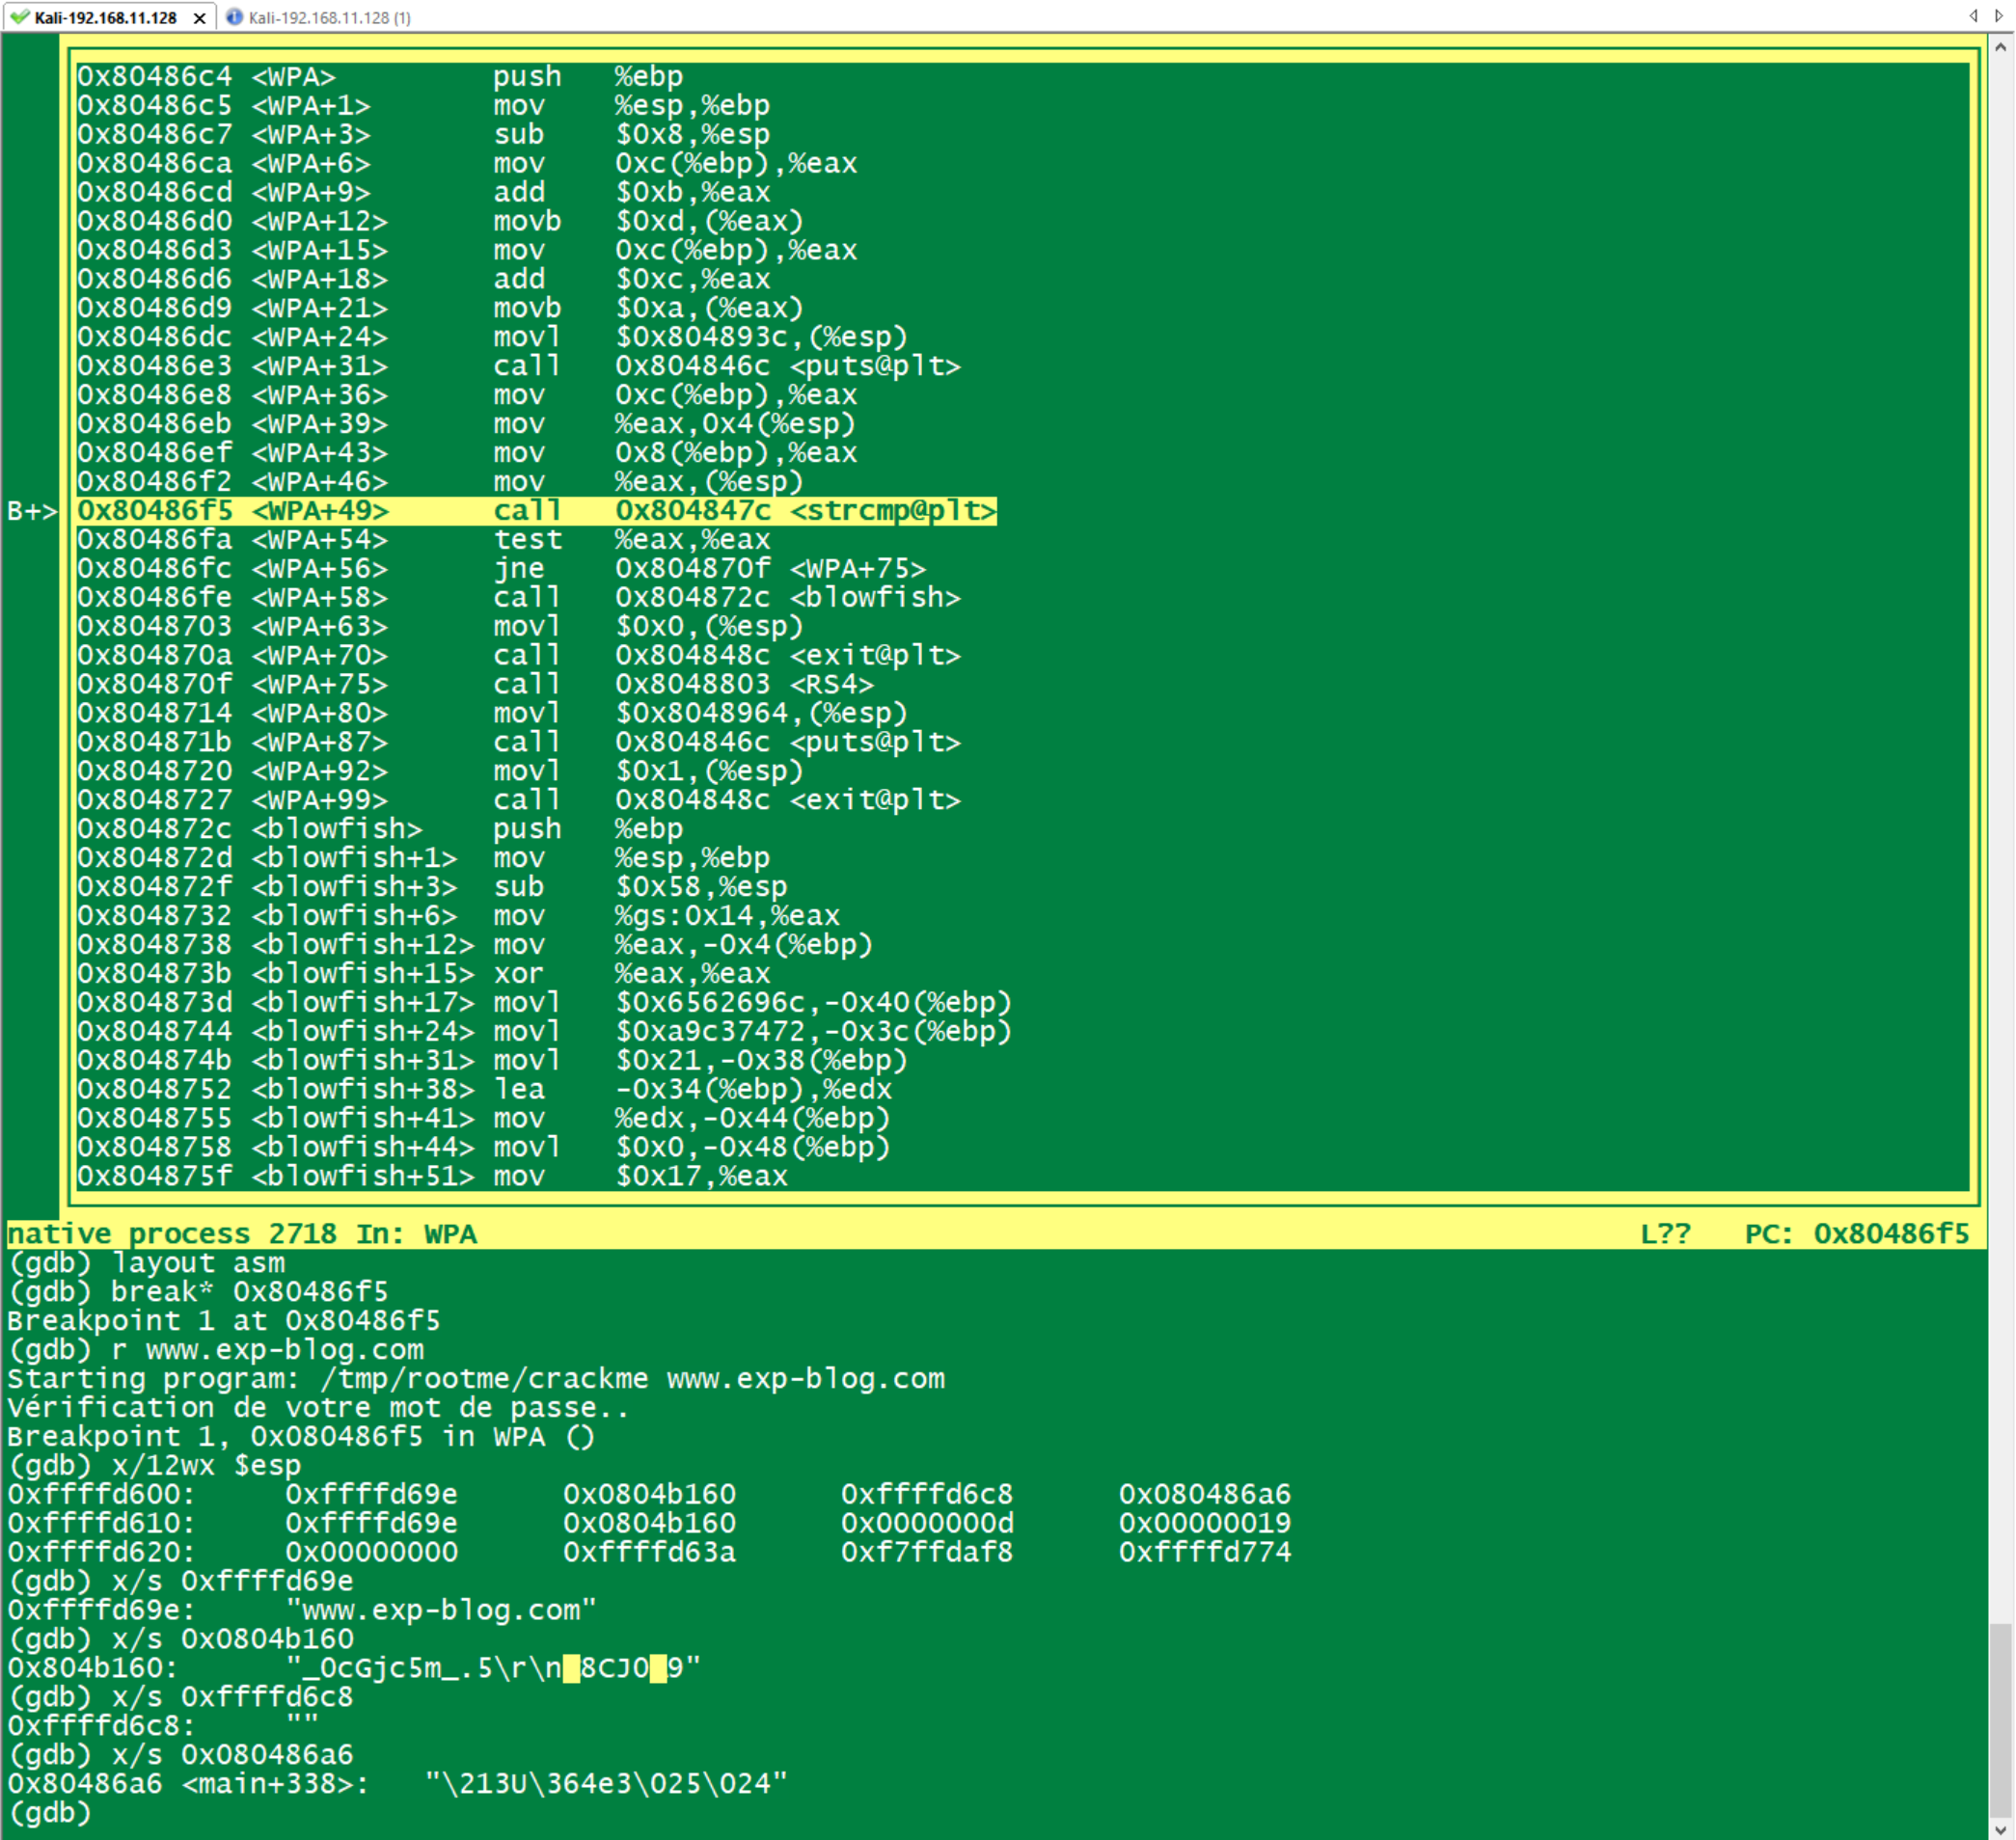 Kali-192.168.11.128 × Kali-192.168.11.128 (1)
0x80486c4 <WPA> push %ebp
0x80486c5 <WPA+1> mov %esp,%ebp
0x80486c7 <WPA+3> sub $0x8,%esp
0x80486ca <WPA+6> mov 0xc(%ebp),%eax
0x80486cd <WPA+9> add $0xb,%eax
0x80486d0 <WPA+12> movb $0xd,(%eax)
0x80486d3 <WPA+15> mov 0xc(%ebp),%eax
0x80486d6 <WPA+18> add $0xc,%eax
0x80486d9 <WPA+21> movb $0xa,(%eax)
0x80486dc <WPA+24> movl $0x804893c,(%esp)
0x80486e3 <WPA+31> call 0x804846c <puts@plt>
0x80486e8 <WPA+36> mov 0xc(%ebp),%eax
0x80486eb <WPA+39> mov %eax,0x4(%esp)
0x80486ef <WPA+43> mov 0x8(%ebp),%eax
0x80486f2 <WPA+46> mov %eax,(%esp)
B+> 0x80486f5 <WPA+49> call 0x804847c <strcmp@plt>
0x80486fa <WPA+54> test %eax,%eax
0x80486fc <WPA+56> jne 0x804870f <WPA+75>
0x80486fe <WPA+58> call 0x804872c <blowfish>
0x8048703 <WPA+63> movl $0x0,(%esp)
0x804870a <WPA+70> call 0x804848c <exit@plt>
0x804870f <WPA+75> call 0x8048803 <RS4>
0x8048714 <WPA+80> movl $0x8048964,(%esp)
0x804871b <WPA+87> call 0x804846c <puts@plt>
0x8048720 <WPA+92> movl $0x1,(%esp)
0x8048727 <WPA+99> call 0x804848c <exit@plt>
0x804872c <blowfish> push %ebp
0x804872d <blowfish+1> mov %esp,%ebp
0x804872f <blowfish+3> sub $0x58,%esp
0x8048732 <blowfish+6> mov %gs:0x14,%eax
0x8048738 <blowfish+12> mov %eax,-0x4(%ebp)
0x804873b <blowfish+15> xor %eax,%eax
0x804873d <blowfish+17> movl $0x6562696c,-0x40(%ebp)
0x8048744 <blowfish+24> movl $0xa9c37472,-0x3c(%ebp)
0x804874b <blowfish+31> movl $0x21,-0x38(%ebp)
0x8048752 <blowfish+38> lea -0x34(%ebp),%edx
0x8048755 <blowfish+41> mov %edx,-0x44(%ebp)
0x8048758 <blowfish+44> movl $0x0,-0x48(%ebp)
0x804875f <blowfish+51> mov $0x17,%eax
native process 2718 In: WPA L?? PC: 0x80486f5
(gdb) layout asm
(gdb) break* 0x80486f5
Breakpoint 1 at 0x80486f5
(gdb) r www.exp-blog.com
Starting program: /tmp/rootme/crackme www.exp-blog.com
Vérification de votre mot de passe..
Breakpoint 1, 0x080486f5 in WPA ()
(gdb) x/12wx $esp
0xffffd600: 0xffffd69e 0x0804b160 0xffffd6c8 0x080486a6
0xffffd610: 0xffffd69e 0x0804b160 0x0000000d 0x00000019
0xffffd620: 0x00000000 0xffffd63a 0xf7ffdaf8 0xffffd774
(gdb) x/s 0xffffd69e
0xffffd69e: "www.exp-blog.com"
(gdb) x/s 0x0804b160
0x804b160: "_0cGjc5m_.5\r\n 8CJ0 9"
(gdb) x/s 0xffffd6c8
0xffffd6c8: ""
(gdb) x/s 0x080486a6
0x80486a6 <main+338>: "\213U\364e3\025\024"
(gdb)